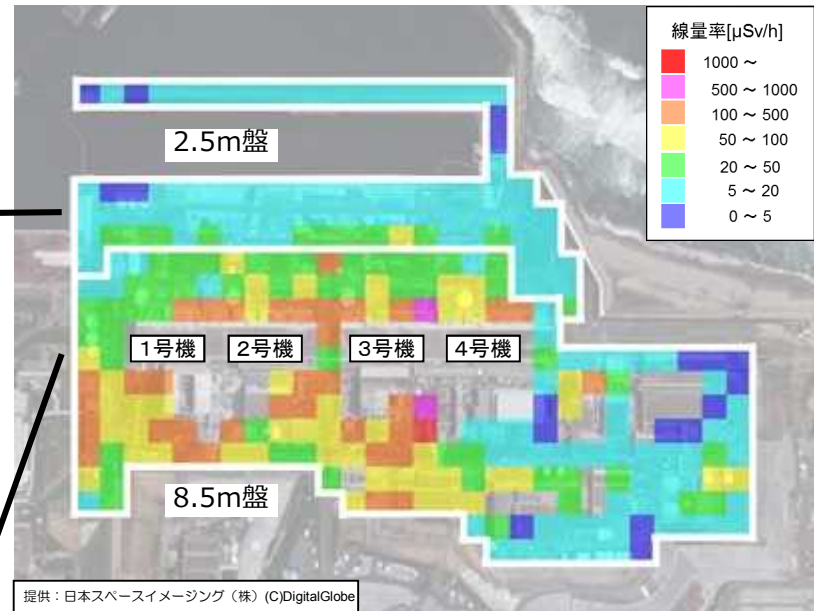 線量率[μSv/h]
1000 ~
500 ~ 1000
100 ~ 500
50 ~ 100
20 ~ 50
5 ~ 20
0 ~ 5
2.5m盤
1号機
2号機
3号機
4号機
8.5m盤
提供:日本スペースイメージング（株）(C)DigitalGlobe